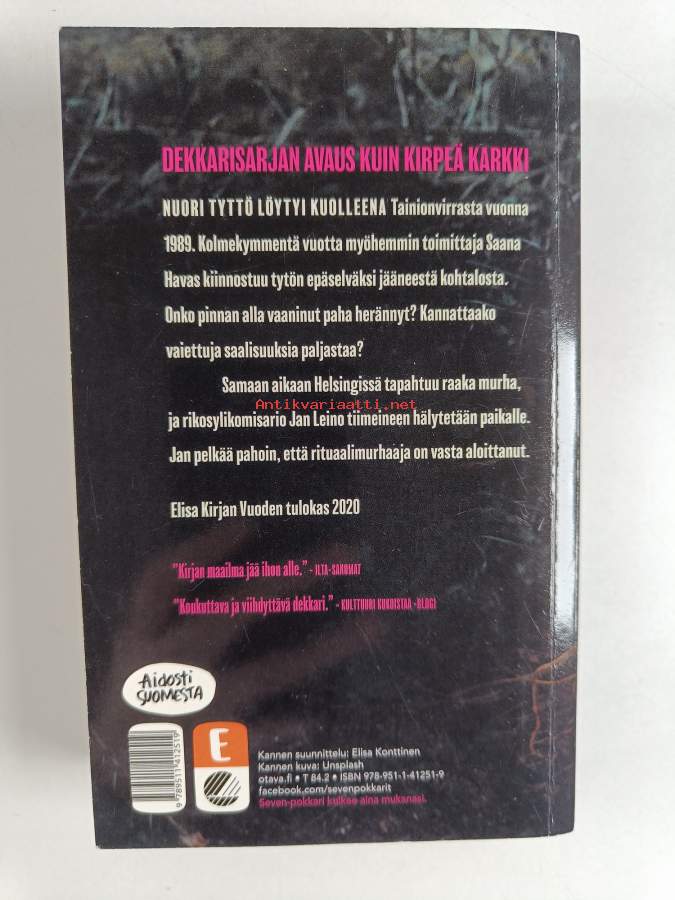 DEKKARISARJAN AVAUS KUIN KIRPEÄ KARKKI
NUORI TYTTÖ LÖYTYI KUOLLEENA Tainionvirrasta vuonna
1989. Kolmekymmentä vuotta myöhemmin toimittaja Saana
Havas kiinnostuu tytön epäselväksi jääneestä kohtalosta.
Onko pinnan alla vaaninut paha herännyt? Kannattaako
vaiettuja saalisuuksia paljastaa?
Samaan aikaan Helsingissä tapahtuu raaka murha,
Antikvariaatti.net
ja rikosylikomisario Jan Leino tiimeineen hälytetään paikalle.
Jan pelkää pahoin, että rituaalimurhaaja on vasta aloittanut.
Elisa Kirjan Vuoden tulokas 2020
"Kirjan maailma jää ihon alle." - ILTA-SANOMAT
"Koukuttava ja viihdyttävä dekkari." - KULTTUURI KUKOISTAA -BLOGI
Aidosti
SUOMESTA
E
9 789511 412519
Kannen suunnittelu: Elisa Konttinen
Kannen kuva: Unsplash
otava.fi • T 84.2 • ISBN 978-951-1-41251-9
facebook.com/sevenpokkarit
Seven-pokkari kulkee aina mukanasi.